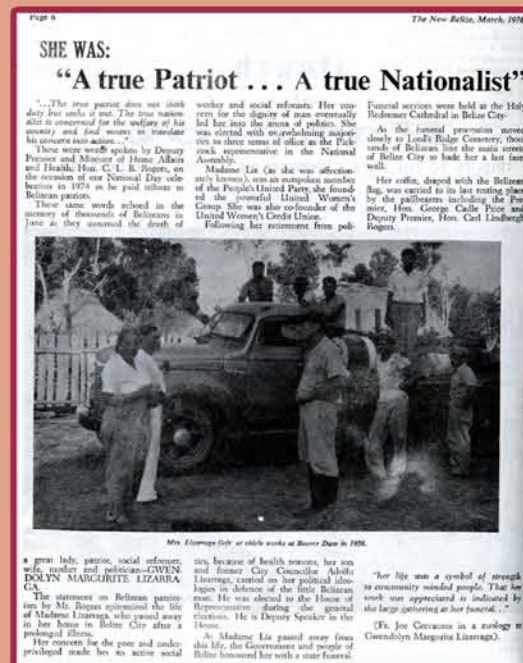 Page 6
The New Belize, March, 1976
SHE WAS:
"A true Patriot . . . A true Nationalist"
"...The true patriot does not shirk
duty but seeks it out. The true nation-
alist is concerned for the welfare of his
country and find means to translate
his concern into action..."
These were words spoken by Deputy
Premier and Minister of Home Affairs
and Health, Hon. C. L. B. Rogers, on
the occasion of our National Day cele-
bration in 1974 as he paid tribute to
Belizean patriots.
These same words echoed in the
memory of thousands of Belizeans in
June as they mourned the death of
worker and social reformer. Her con-
cern for the dignity of man eventually
led her into the arena of politics. She
was elected with overwhelming majori-
ties to three terms of office as the Pick-
stock representative in the National
Assembly.
Madame Lia (as she was affection-
ately known), was an outspoken member
of the People's United Party, she found-
ed the powerful United Women's
Group. She was also co-founder of the
United Women's Credit Union.
Following her retirement from poli-
Funeral services were held at the Holy
Redeemer Cathedral in Belize City.
As the funeral procession moved
slowly to Lord's Ridge Cemetery, thou-
sands of Belizeans line the main streets
of Belize City to bade her a last fare-
well.
Her coffin, draped with the Belizean
flag, was carried to its last resting place
by the pallbearers including the Pre-
mier, Hon. George Cadle Price and
Deputy Premier, Hon. Carl Lindbergh
Rogers.
Mrs. Lizarraga (left) at chicle works at Beaver Dam in 1950.
a great lady, patriot, social reformer,
wife, mother and politician—GWEN-
DOLYN MARGURITE LIZARRA-
GA.
The statement on Belizean patriot-
ism by Mr. Rogers epitomised the life
of Madame Lizarraga, who passed away
in her home in Belize City after a
prolonged illness.
Her concern for the poor and under-
privileged made her an active social
tics, because of health reasons, her son
and former City Councillor Adolfo
Lizarraga, carried on her political ideo-
logies in defence of the little Belizean
man. He was elected to the House of
Representative during the general
elections. He is Deputy Speaker in the
House.
As Madame Lia passed away from
this life, the Government and people of
Belize honoured her with a state funeral.
"her life was a symbol of strength
to community minded people. That her
work was appreciated is indicated by
the large gathering at her funeral..."
(Fr. Joe Cervantes in a eulogy
Gwendolyn Margurite Lizarraga).